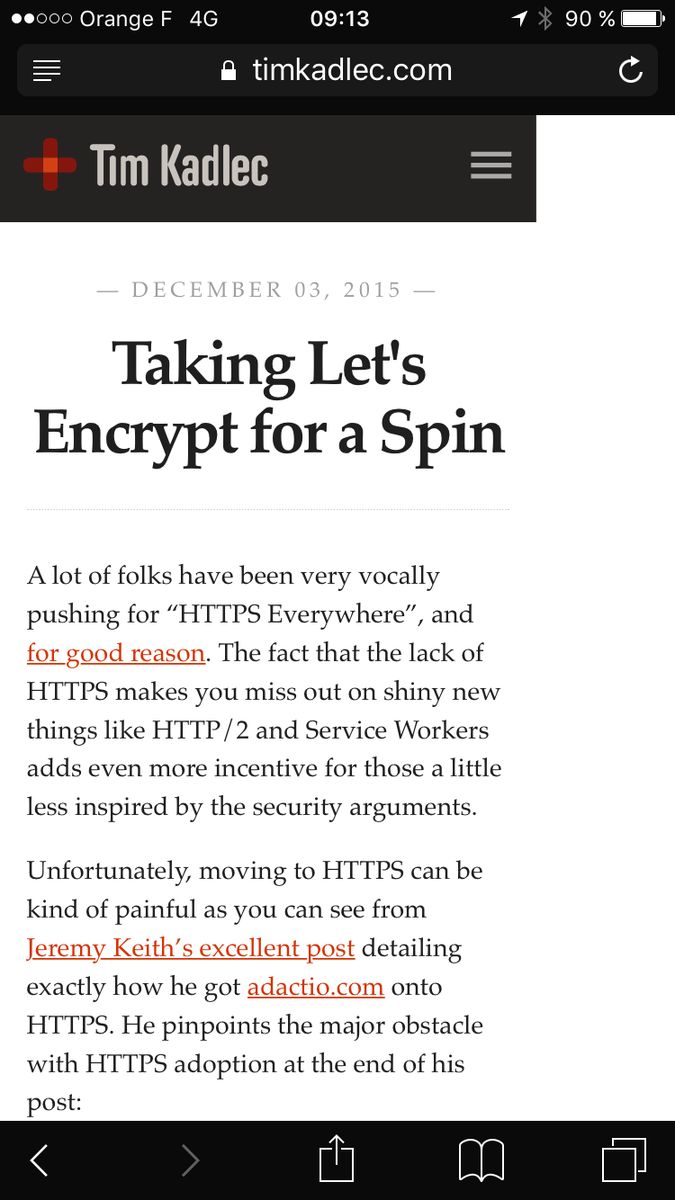 Orange F 4G 09:13 90 %
timkadlec.com
Tim Kadlec
— DECEMBER 03, 2015 —
Taking Let's
Encrypt for a Spin
A lot of folks have been very vocally
pushing for “HTTPS Everywhere”, and
for good reason. The fact that the lack of
HTTPS makes you miss out on shiny new
things like HTTP/2 and Service Workers
adds even more incentive for those a little
less inspired by the security arguments.
Unfortunately, moving to HTTPS can be
kind of painful as you can see from
Jeremy Keith’s excellent post detailing
exactly how he got adactio.com onto
HTTPS. He pinpoints the major obstacle
with HTTPS adoption at the end of his
post: